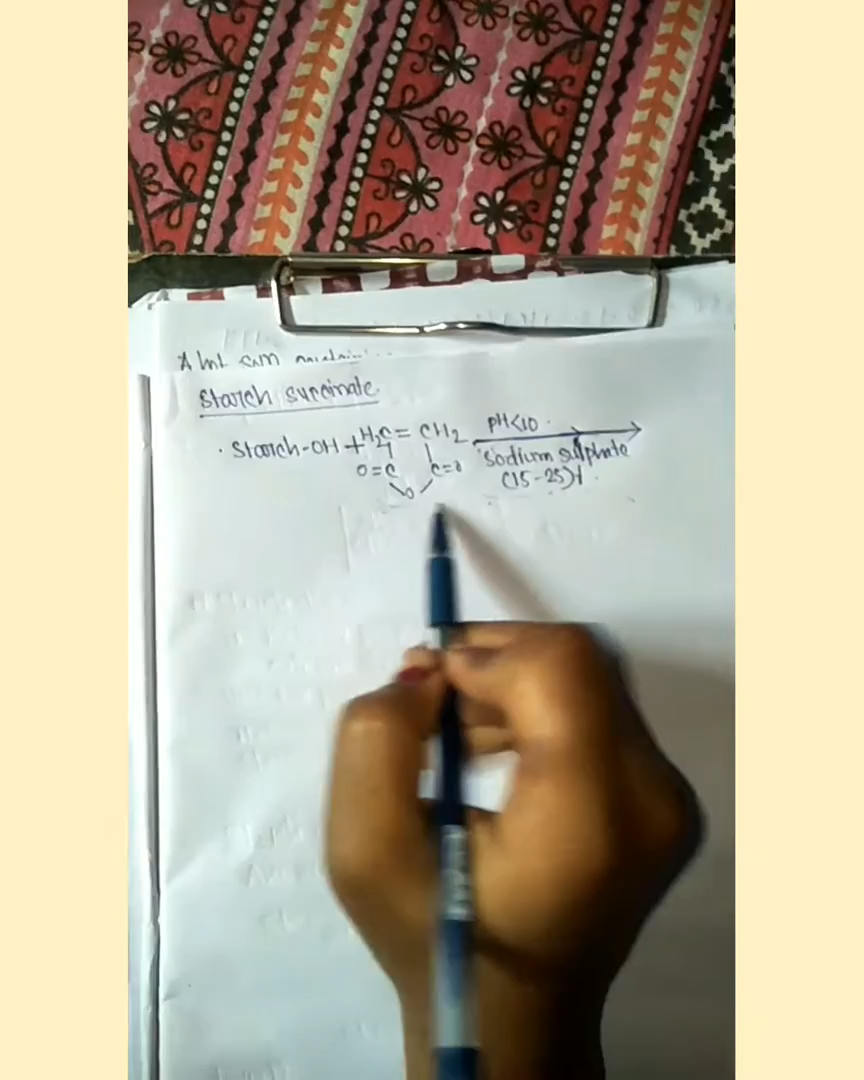 Starch succinate
· Starch-OH + H₂C = CH₂ pH<10 ·
O=C C=O sodium sulphate
O (15-25)%